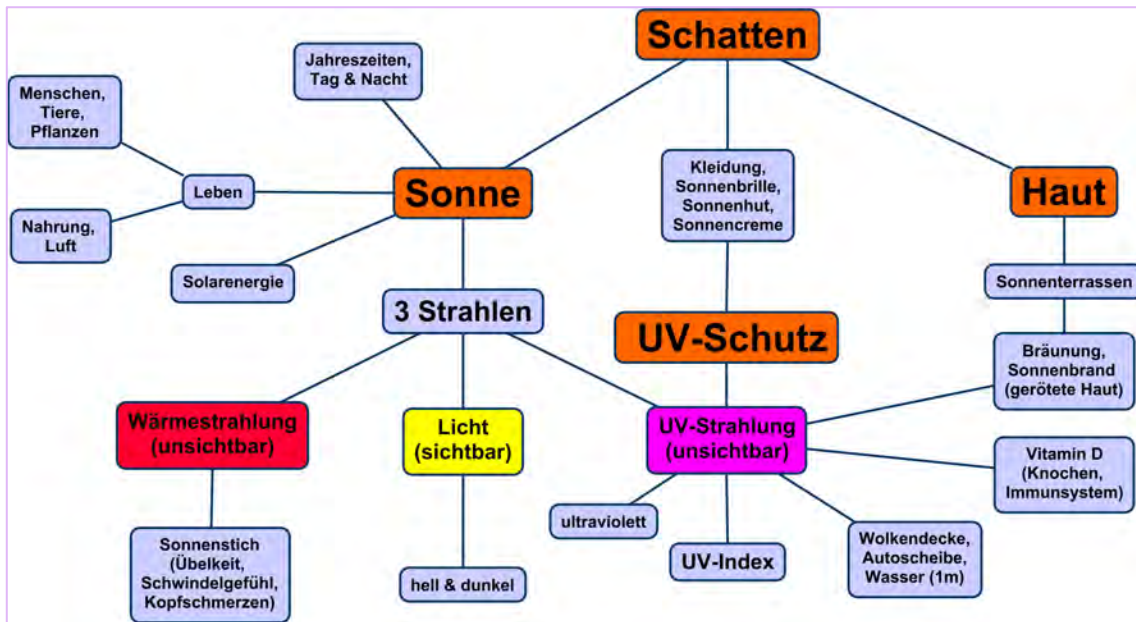 Schatten
Jahreszeiten,
Tag & Nacht
Menschen,
Tiere,
Pflanzen
Kleidung,
Sonnenbrille,
Sonnenhut,
Sonnencreme
Leben
Sonne
Haut
Nahrung,
Luft
Solarenergie
Sonnenterrassen
3 Strahlen
UV-Schutz
Bräunung,
Sonnenbrand
(gerötete Haut)
Wärmestrahlung
(unsichtbar)
Licht
(sichtbar)
UV-Strahlung
(unsichtbar)
Vitamin D
(Knochen,
Immunsystem)
ultraviolett
Sonnenstich
(Übelkeit,
Schwindelgefühl,
Kopfschmerzen)
hell & dunkel
UV-Index
Wolkendecke,
Autoscheibe,
Wasser (1m)